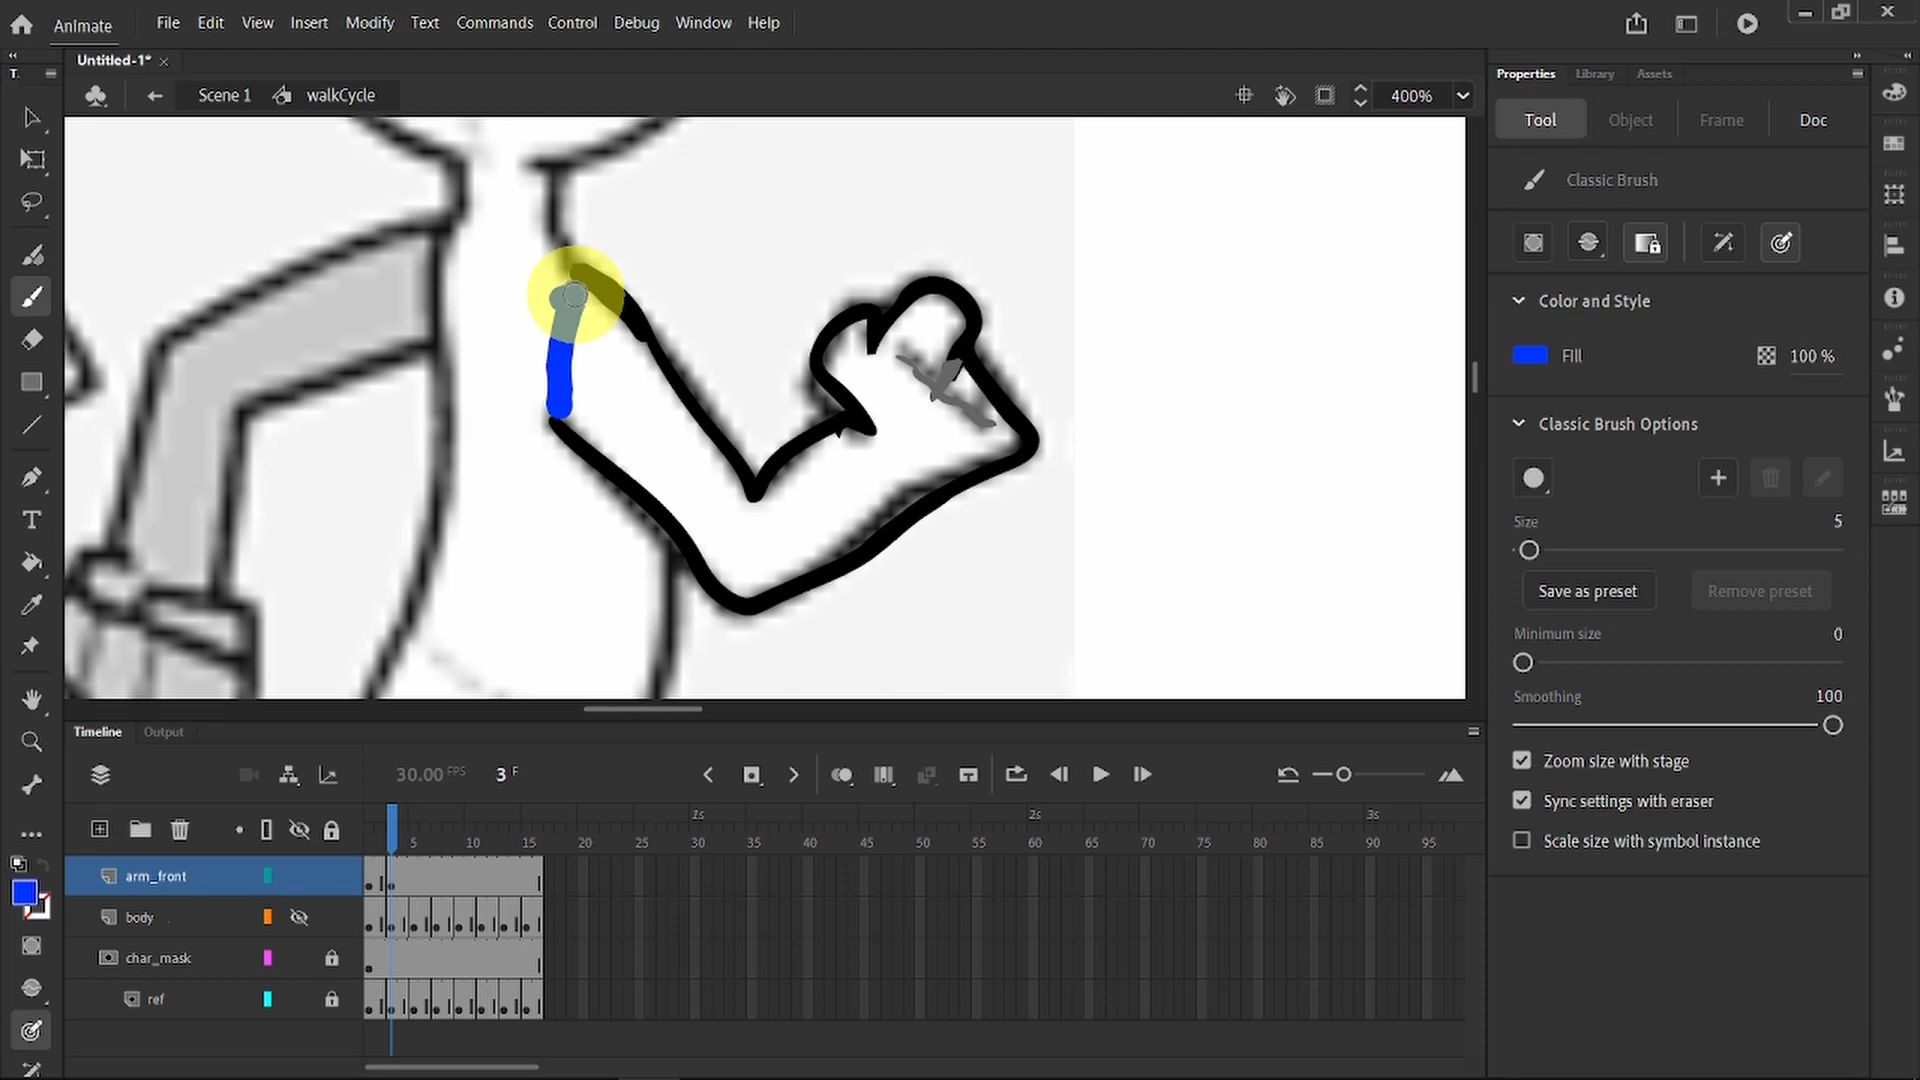 Animate
File Edit View Insert Modify Text Commands Control Debug Window Help
Untitled-1*
T.
Scene 1
walkCycle
400%
Properties Library Assets
Tool Object Frame Doc
Classic Brush
Color and Style
Fill
100 %
Classic Brush Options
Size 5
Save as preset
Remove preset
Minimum size 0
Smoothing 100
Zoom size with stage
Sync settings with eraser
Scale size with symbol instance
Timeline Output
30.00 FPS
3 F
1s 2s 3s
5 10 15 20 25 30 35 40 45 50 55 60 65 70 75 80 85 90 95
arm_front
body
char_mask
ref